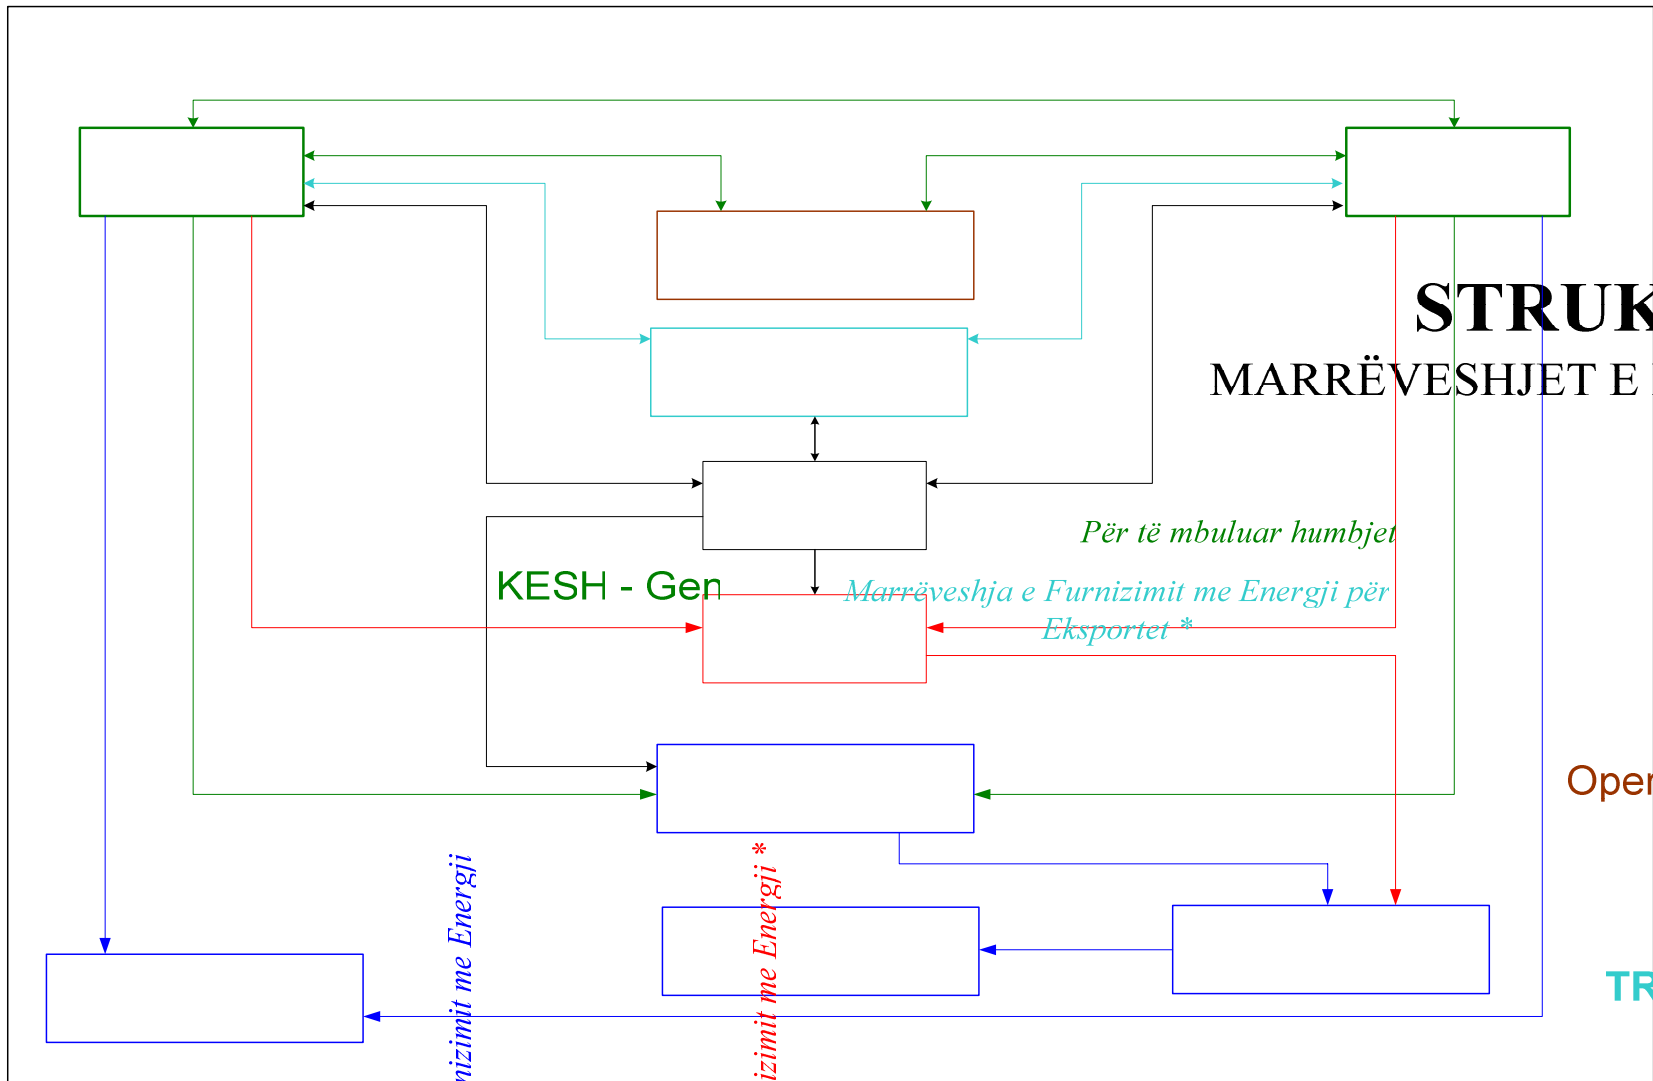 STRUK
MARRËVESHJET E
Për të mbuluar humbjet
KESH - Gen
Marrëveshja e Furnizimit me Energji për
Eksportet *
Oper
nizimit me Energji
izimit me Energji *
TR